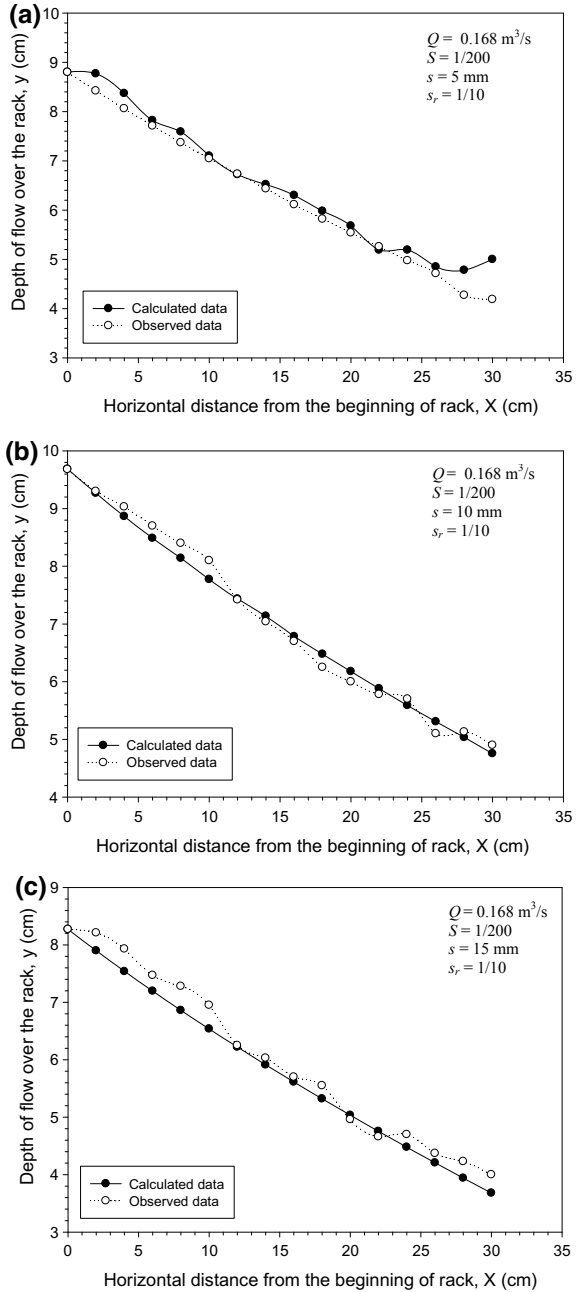 (a)
9
8
7
6
5
4
3
Depth of flow over the rack, y (cm)
Q = 0.168 m³/s
S = 1/200
s = 5 mm
sᵣ = 1/10
Calculated data
Observed data
0 5 10 15 20 25 30 35
Horizontal distance from the beginning of rack, X (cm)
(b)
10
9
8
7
6
5
4
Depth of flow over the rack, y (cm)
Q = 0.168 m³/s
S = 1/200
s = 10 mm
sᵣ = 1/10
Calculated data
Observed data
0 5 10 15 20 25 30 35
Horizontal distance from the beginning of rack, X (cm)
(c)
9
8
7
6
5
4
3
Depth of flow over the rack, y (cm)
Q = 0.168 m³/s
S = 1/200
s = 15 mm
sᵣ = 1/10
Calculated data
Observed data
0 5 10 15 20 25 30 35
Horizontal distance from the beginning of rack, X (cm)